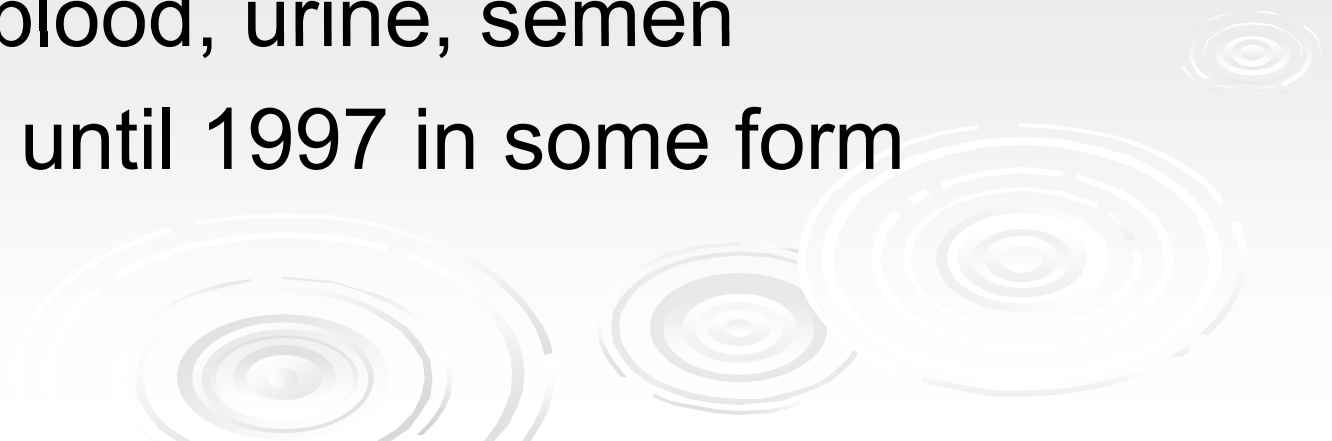 blood, urine, semen
until 1997 in some form